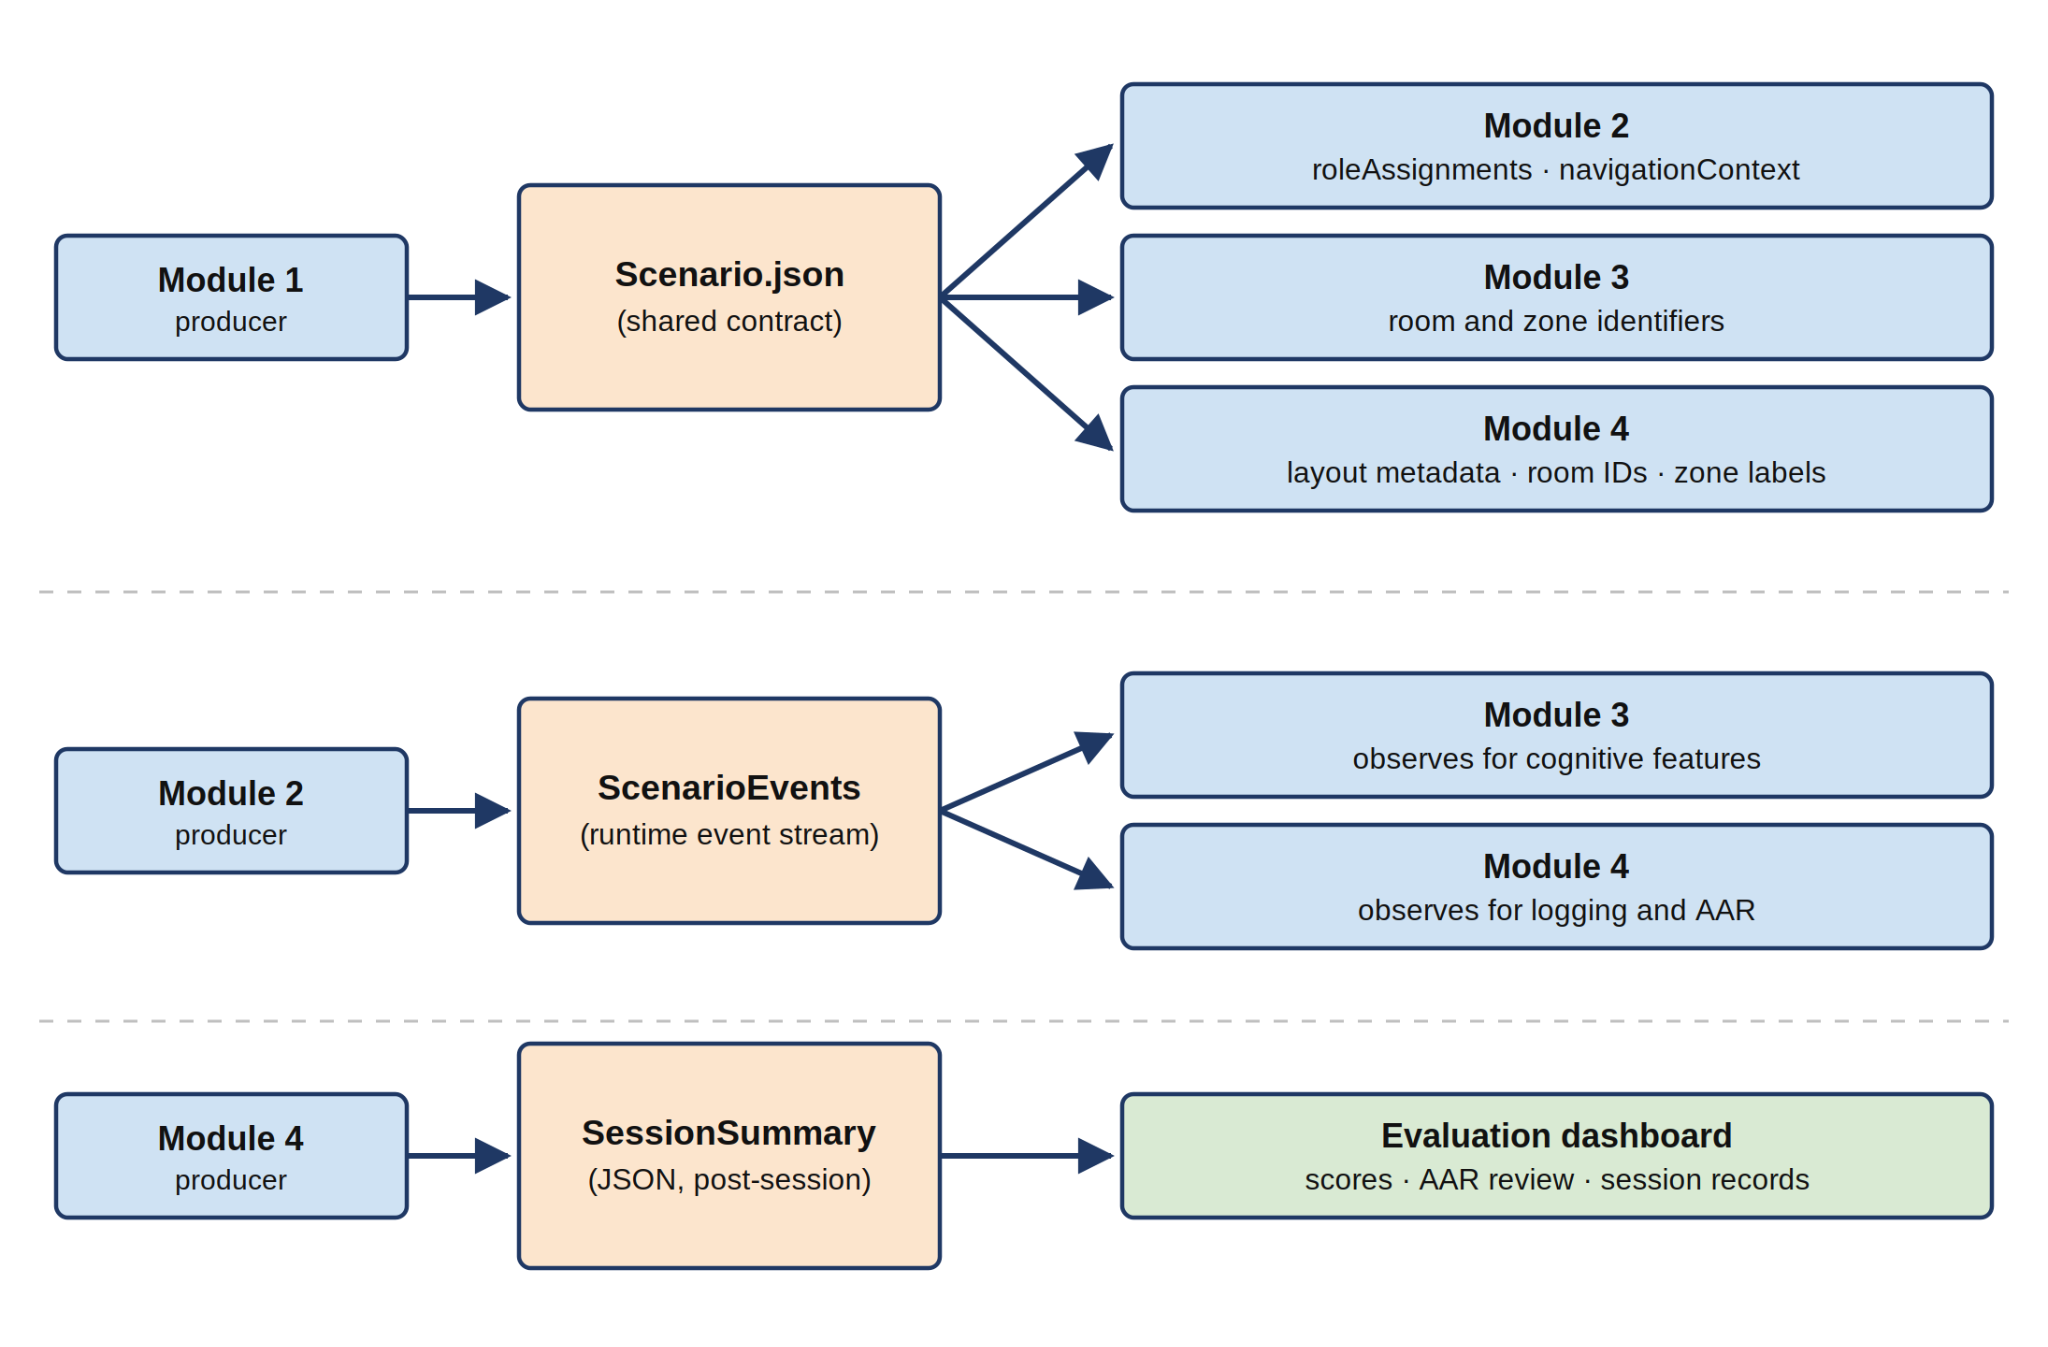 Module 1
producer
Scenario.json
(shared contract)
Module 2
roleAssignments · navigationContext
Module 3
room and zone identifiers
Module 4
layout metadata · room IDs · zone labels
Module 2
producer
ScenarioEvents
(runtime event stream)
Module 3
observes for cognitive features
Module 4
observes for logging and AAR
Module 4
producer
SessionSummary
(JSON, post-session)
Evaluation dashboard
scores · AAR review · session records